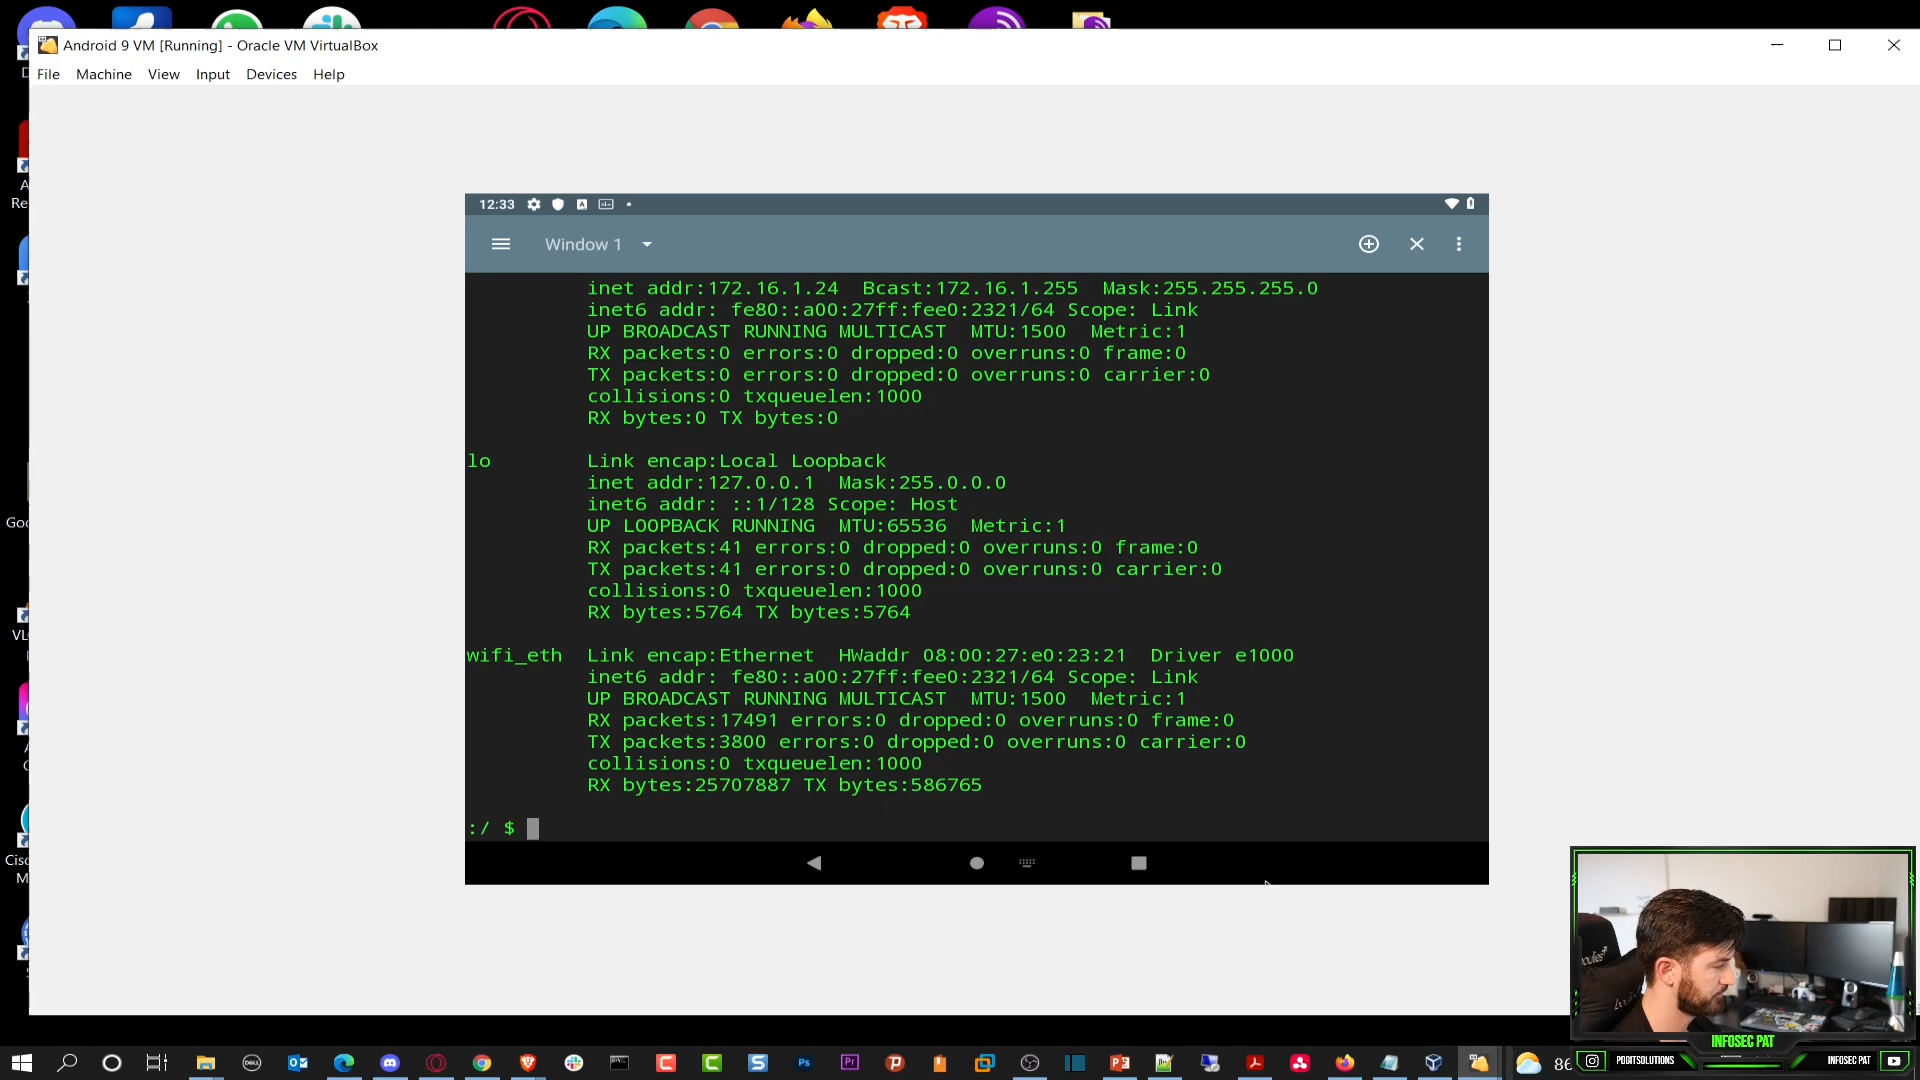 Android 9 VM [Running] - Oracle VM VirtualBox
File Machine View Input Devices Help
12:33
Window 1
inet addr:172.16.1.24 Bcast:172.16.1.255 Mask:255.255.255.0
inet6 addr: fe80::a00:27ff:fee0:2321/64 Scope: Link
UP BROADCAST RUNNING MULTICAST MTU:1500 Metric:1
RX packets:0 errors:0 dropped:0 overruns:0 frame:0
TX packets:0 errors:0 dropped:0 overruns:0 carrier:0
collisions:0 txqueuelen:1000
RX bytes:0 TX bytes:0
lo Link encap:Local Loopback
inet addr:127.0.0.1 Mask:255.0.0.0
inet6 addr: ::1/128 Scope: Host
UP LOOPBACK RUNNING MTU:65536 Metric:1
RX packets:41 errors:0 dropped:0 overruns:0 frame:0
TX packets:41 errors:0 dropped:0 overruns:0 carrier:0
collisions:0 txqueuelen:1000
RX bytes:5764 TX bytes:5764
wifi_eth Link encap:Ethernet HWaddr 08:00:27:e0:23:21 Driver e1000
inet6 addr: fe80::a00:27ff:fee0:2321/64 Scope: Link
UP BROADCAST RUNNING MULTICAST MTU:1500 Metric:1
RX packets:17491 errors:0 dropped:0 overruns:0 frame:0
TX packets:3800 errors:0 dropped:0 overruns:0 carrier:0
collisions:0 txqueuelen:1000
RX bytes:25707887 TX bytes:586765
:/ $
Re
Goo
VL
Cisc
M
INFOSEC PAT
DELL
Ps
Pr
86
PODITSOLUTIONS
INFOSEC PAT